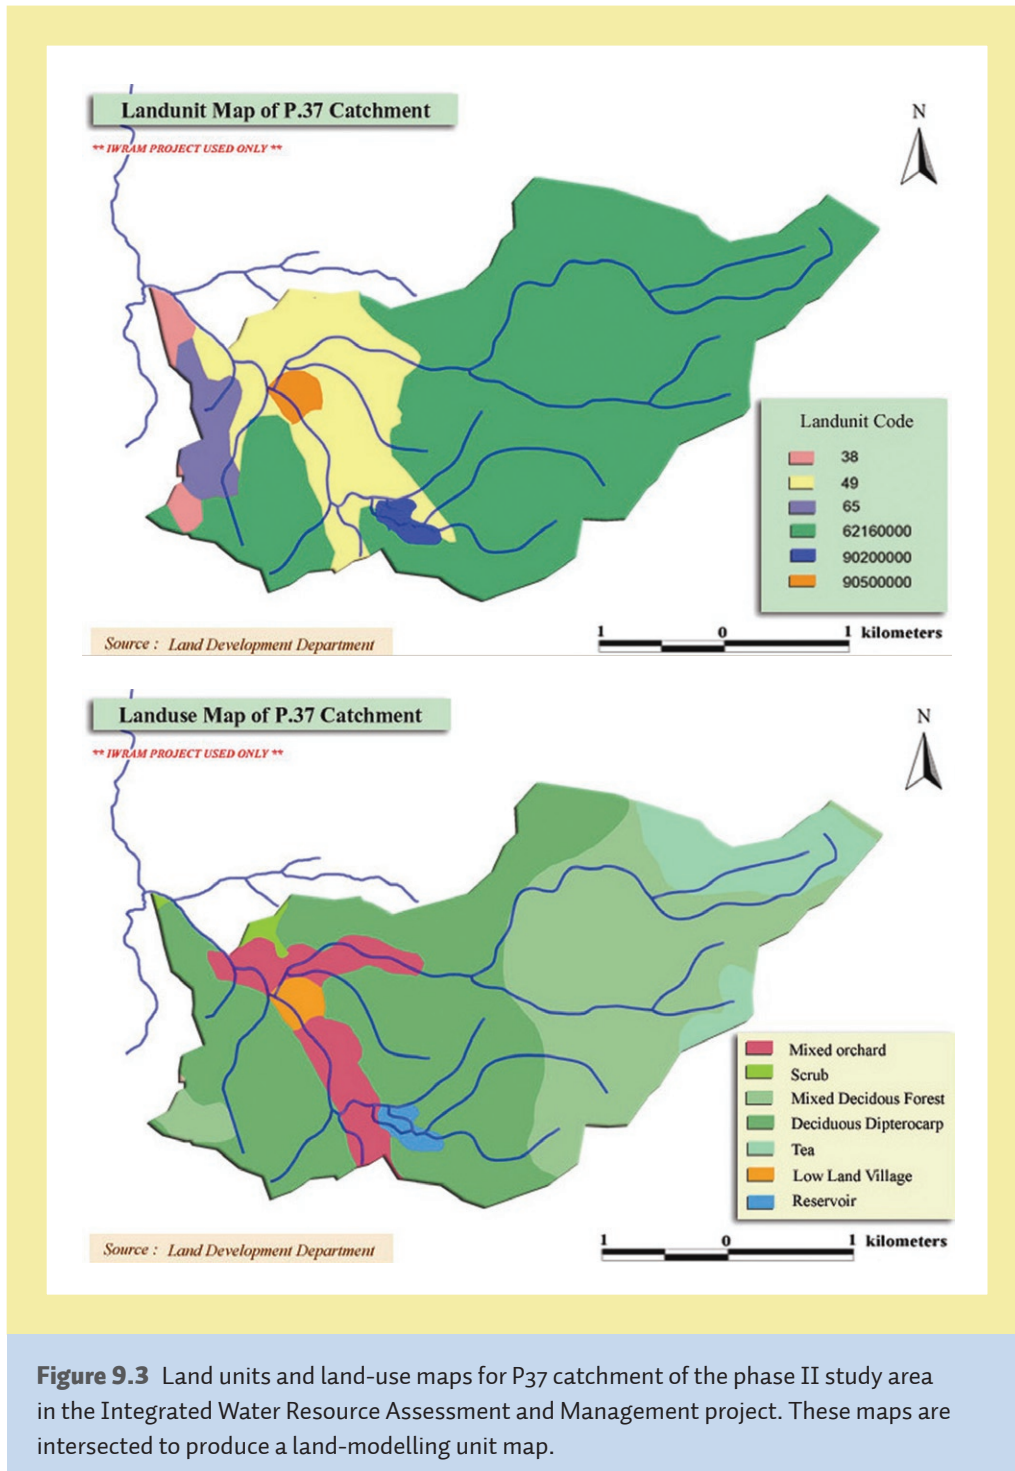 Landunit Map of P.37 Catchment
N
** IWRAM PROJECT USED ONLY **
Landunit Code
38
49
65
62160000
90200000
90500000
Source : Land Development Department
1 0 1 kilometers
Landuse Map of P.37 Catchment
N
** IWRAM PROJECT USED ONLY **
Mixed orchard
Scrub
Mixed Decidous Forest
Deciduous Dipterocarp
Tea
Low Land Village
Reservoir
Source : Land Development Department
1 0 1 kilometers
Figure 9.3 Land units and land-use maps for P37 catchment of the phase II study area
in the Integrated Water Resource Assessment and Management project. These maps are
intersected to produce a land-modelling unit map.